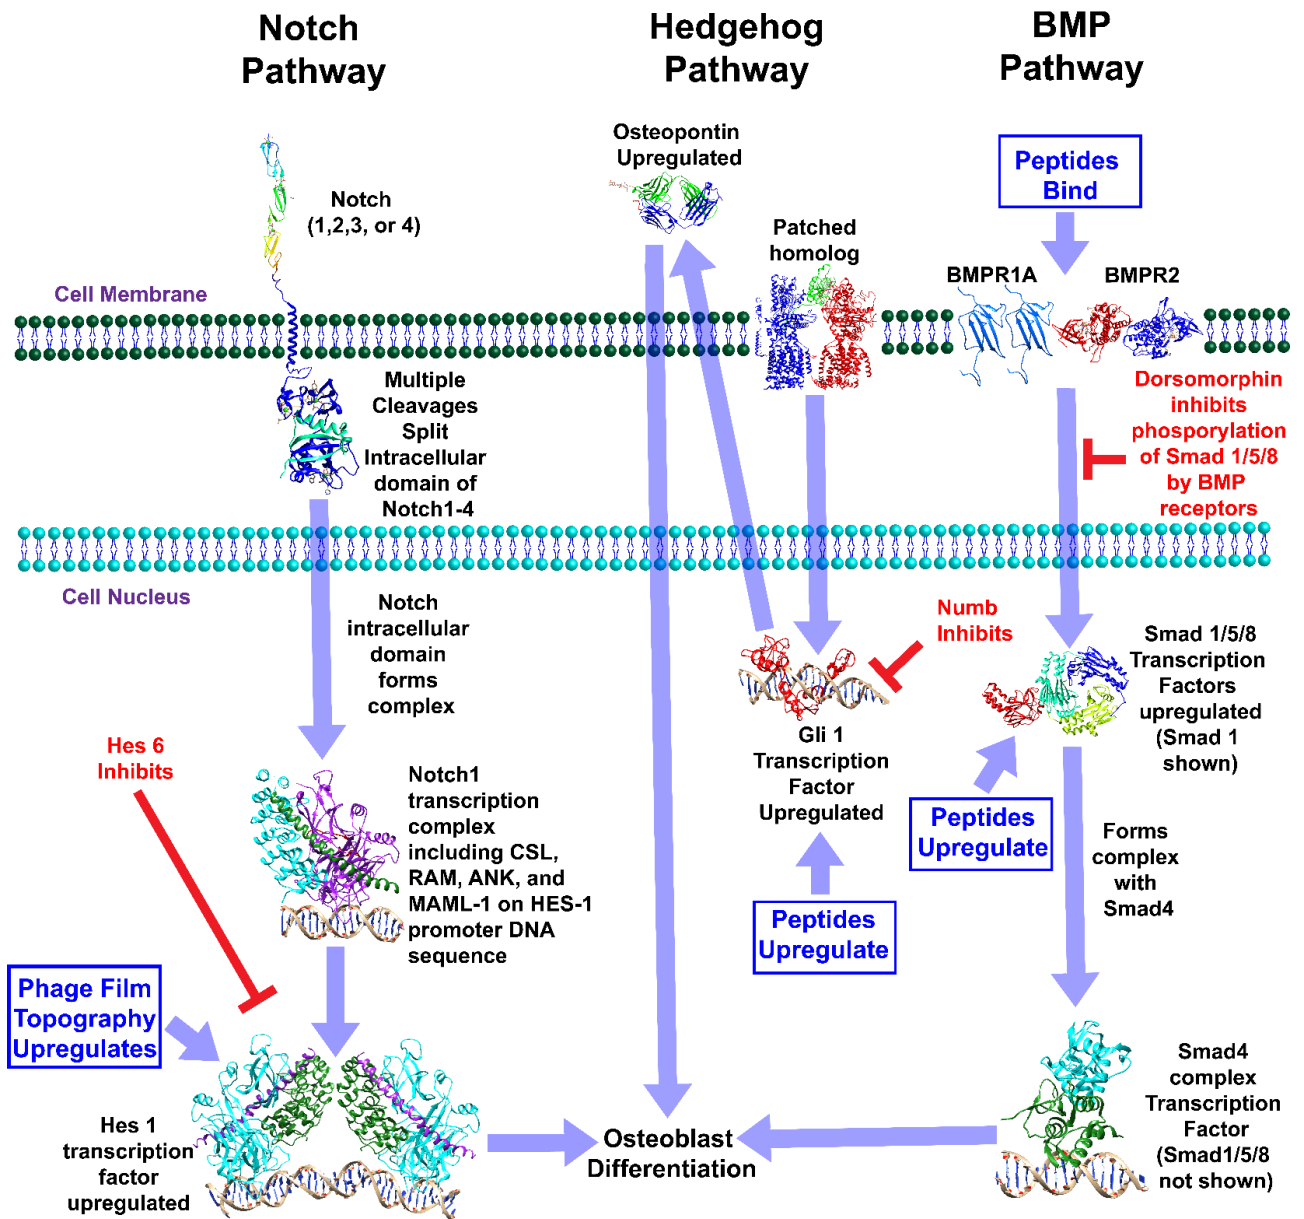 Notch
Pathway
Hedgehog
Pathway
BMP
Pathway
Notch
(1,2,3, or 4)
Cell Membrane
Multiple
Cleavages
Split
Intracellular
domain of
Notch1-4
Cell Nucleus
Notch
intracellular
domain
forms
complex
Hes 6
Inhibits
Notch1
transcription
complex
including CSL,
RAM, ANK, and
MAML-1 on HES-1
promoter DNA
sequence
Phage Film
Topography
Upregulates
Hes 1
transcription
factor
upregulated
Osteopontin
Upregulated
Patched
homolog
Numb
Inhibits
Gli 1
Transcription
Factor
Upregulated
Peptides
Upregulate
Osteoblast
Differentiation
Peptides
Bind
BMPR1A
BMPR2
Dorsomorphin
inhibits
phosporylation
of Smad 1/5/8
by BMP
receptors
Smad 1/5/8
Transcription
Factors
upregulated
(Smad 1
shown)
Peptides
Upregulate
Forms
complex
with
Smad4
Smad4
complex
Transcription
Factor
(Smad1/5/8
not shown)